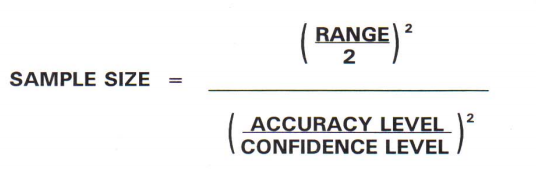 ( RANGE / 2 ) 2
SAMPLE SIZE =
( ACCURACY LEVEL / CONFIDENCE LEVEL ) 2